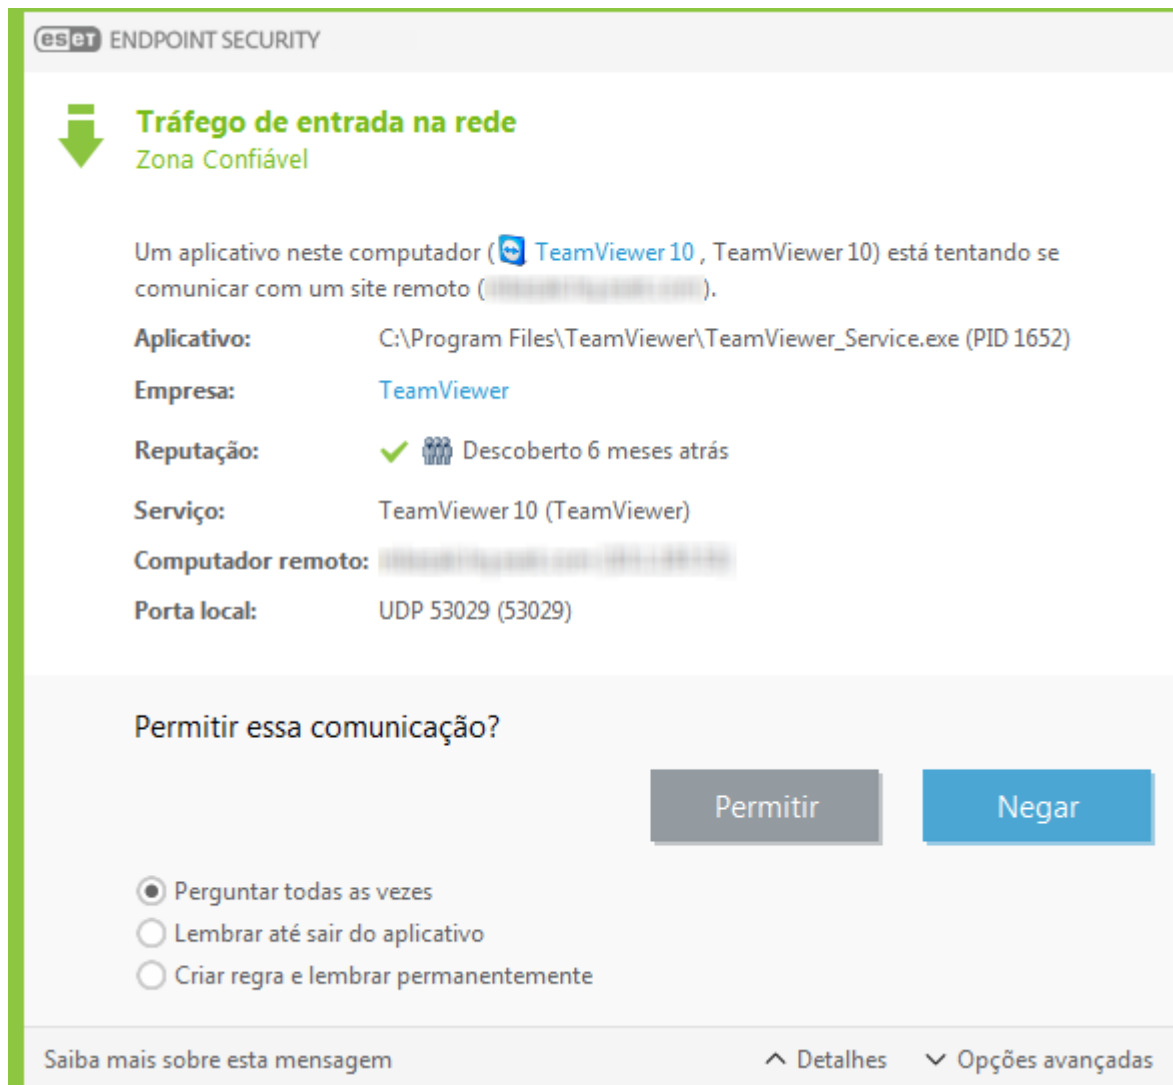 eset ENDPOINT SECURITY
Tráfego de entrada na rede
Zona Confiável
Um aplicativo neste computador ( TeamViewer 10 , TeamViewer 10) está tentando se
comunicar com um site remoto ( ).
Aplicativo: C:\Program Files\TeamViewer\TeamViewer_Service.exe (PID 1652)
Empresa: TeamViewer
Reputação: Descoberto 6 meses atrás
Serviço: TeamViewer 10 (TeamViewer)
Computador remoto:
Porta local: UDP 53029 (53029)
Permitir essa comunicação?
Permitir Negar
Perguntar todas as vezes
Lembrar até sair do aplicativo
Criar regra e lembrar permanentemente
Saiba mais sobre esta mensagem Detalhes Opções avançadas